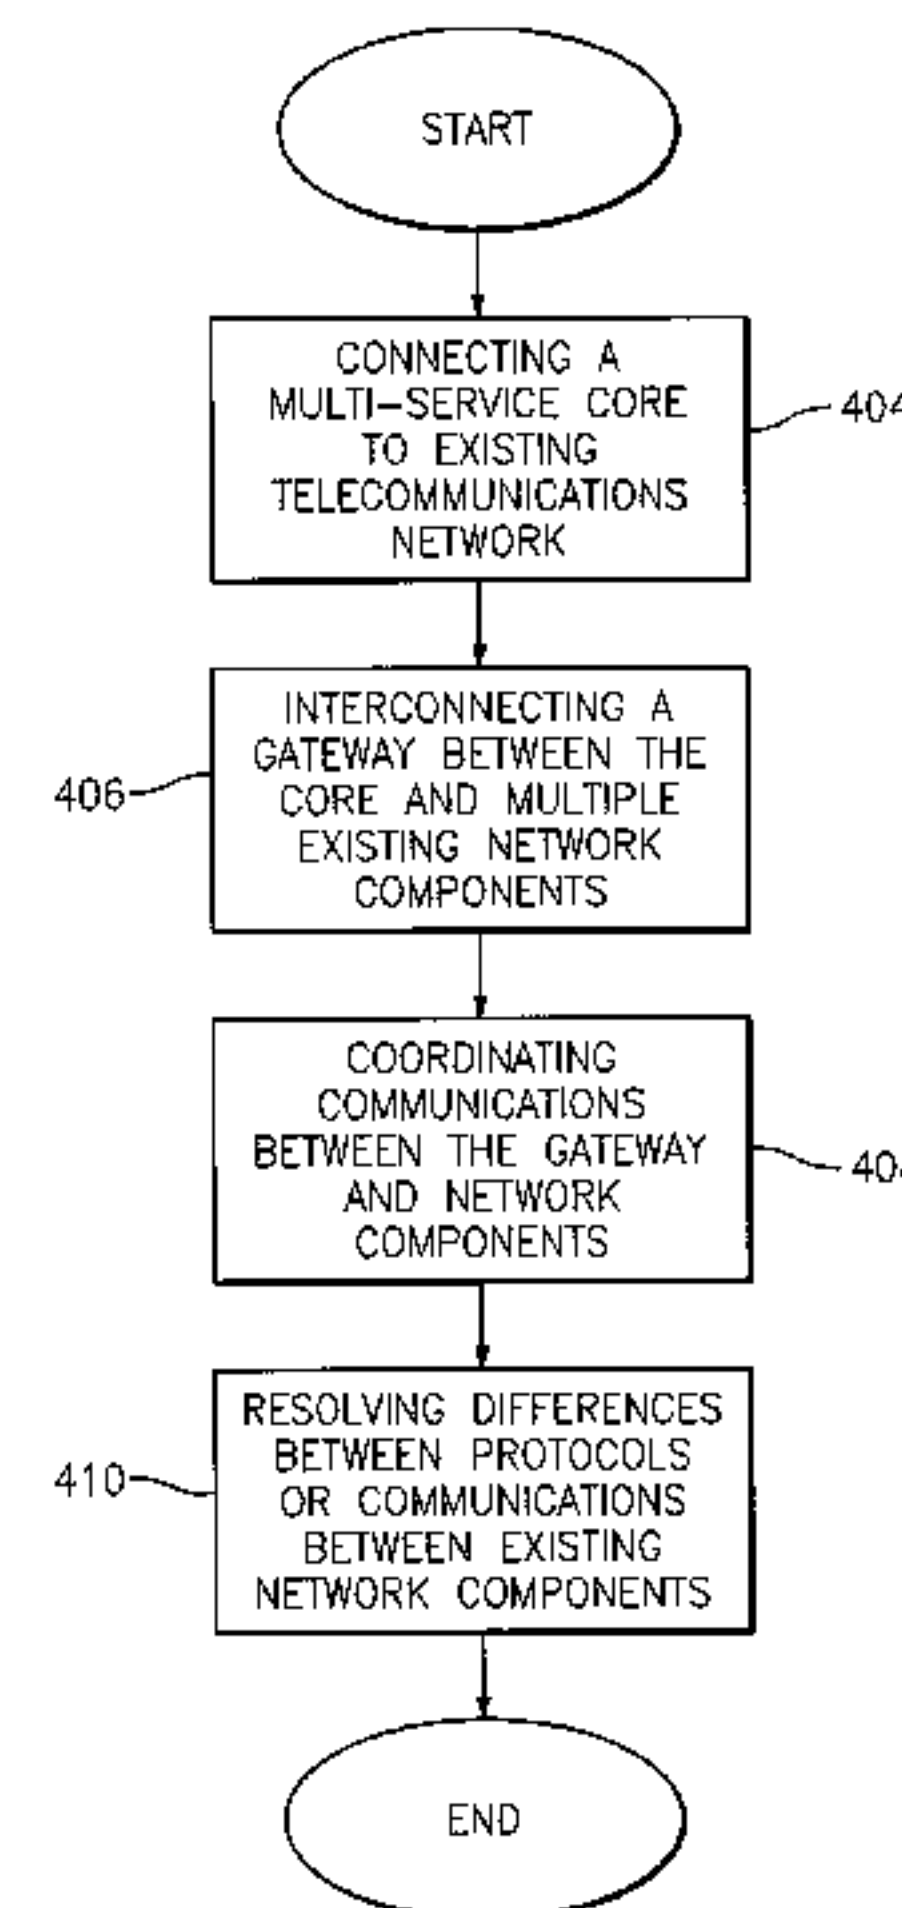 START
CONNECTING A
MULTI-SERVICE CORE
TO EXISTING
TELECOMMUNICATIONS
NETWORK
404
INTERCONNECTING A
GATEWAY BETWEEN THE
CORE AND MULTIPLE
EXISTING NETWORK
COMPONENTS
406
COORDINATING
COMMUNICATIONS
BETWEEN THE GATEWAY
AND NETWORK
COMPONENTS
RESOLVING DIFFERENCES
BETWEEN PROTOCOLS
OR COMMUNICATIONS
BETWEEN EXISTING
NETWORK COMPONENTS
410
END